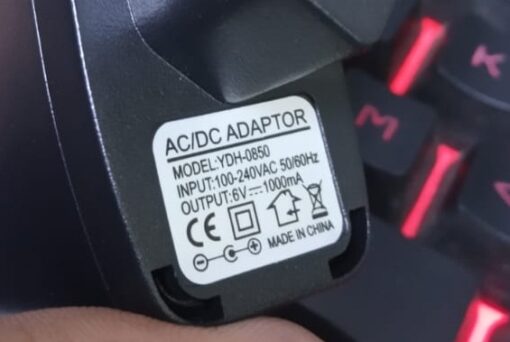 AC/DC ADAPTOR
MODEL:YDH-0850
INPUT:100-240VAC 50/60Hz
OUTPUT:6V⎓1000mA
CE
MADE IN CHINA
K
M